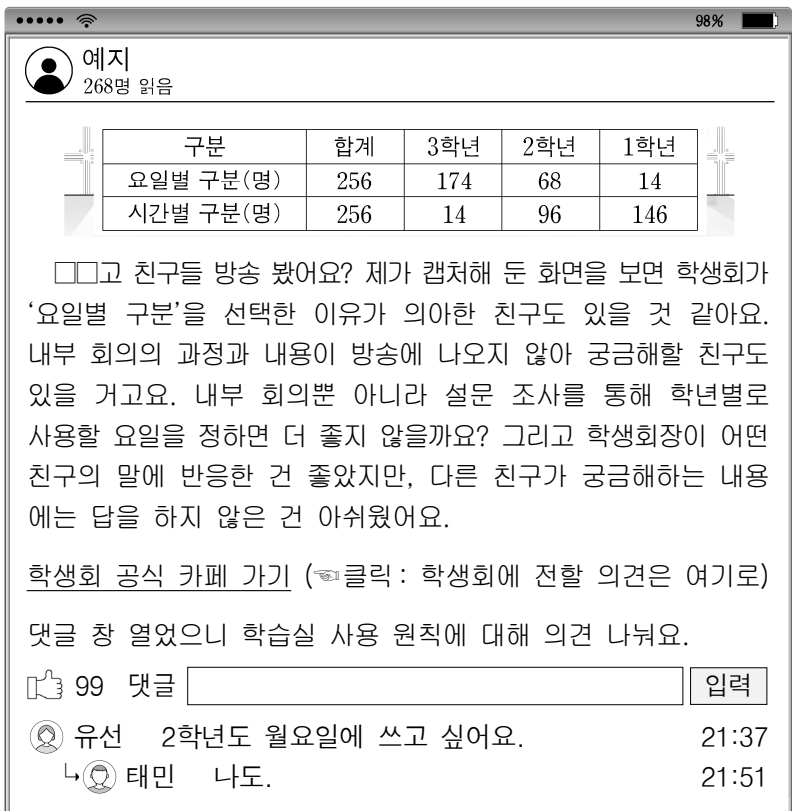 98%
예지
268명 읽음
구분 합계 3학년 2학년 1학년
요일별 구분(명) 256 174 68 14
시간별 구분(명) 256 14 96 146
□□고 친구들 방송 봤어요? 제가 캡처해 둔 화면을 보면 학생회가
‘요일별 구분’을 선택한 이유가 의아한 친구도 있을 것 같아요.
내부 회의의 과정과 내용이 방송에 나오지 않아 궁금해할 친구도
있을 거고요. 내부 회의뿐 아니라 설문 조사를 통해 학년별로
사용할 요일을 정하면 더 좋지 않을까요? 그리고 학생회장이 어떤
친구의 말에 반응한 건 좋았지만, 다른 친구가 궁금해하는 내용
에는 답을 하지 않은 건 아쉬웠어요.
학생회 공식 카페 가기 (☜클릭 : 학생회에 전할 의견은 여기로)
댓글 창 열었으니 학습실 사용 원칙에 대해 의견 나눠요.
99 댓글 입력
유선 2학년도 월요일에 쓰고 싶어요. 21:37
태민 나도. 21:51